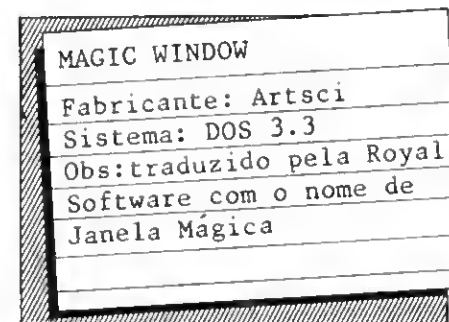 MAGIC WINDOW
Fabricante: Artsci
Sistema: DOS 3.3
Obs:traduzido pela Royal
Software com o nome de
Janela Mágica